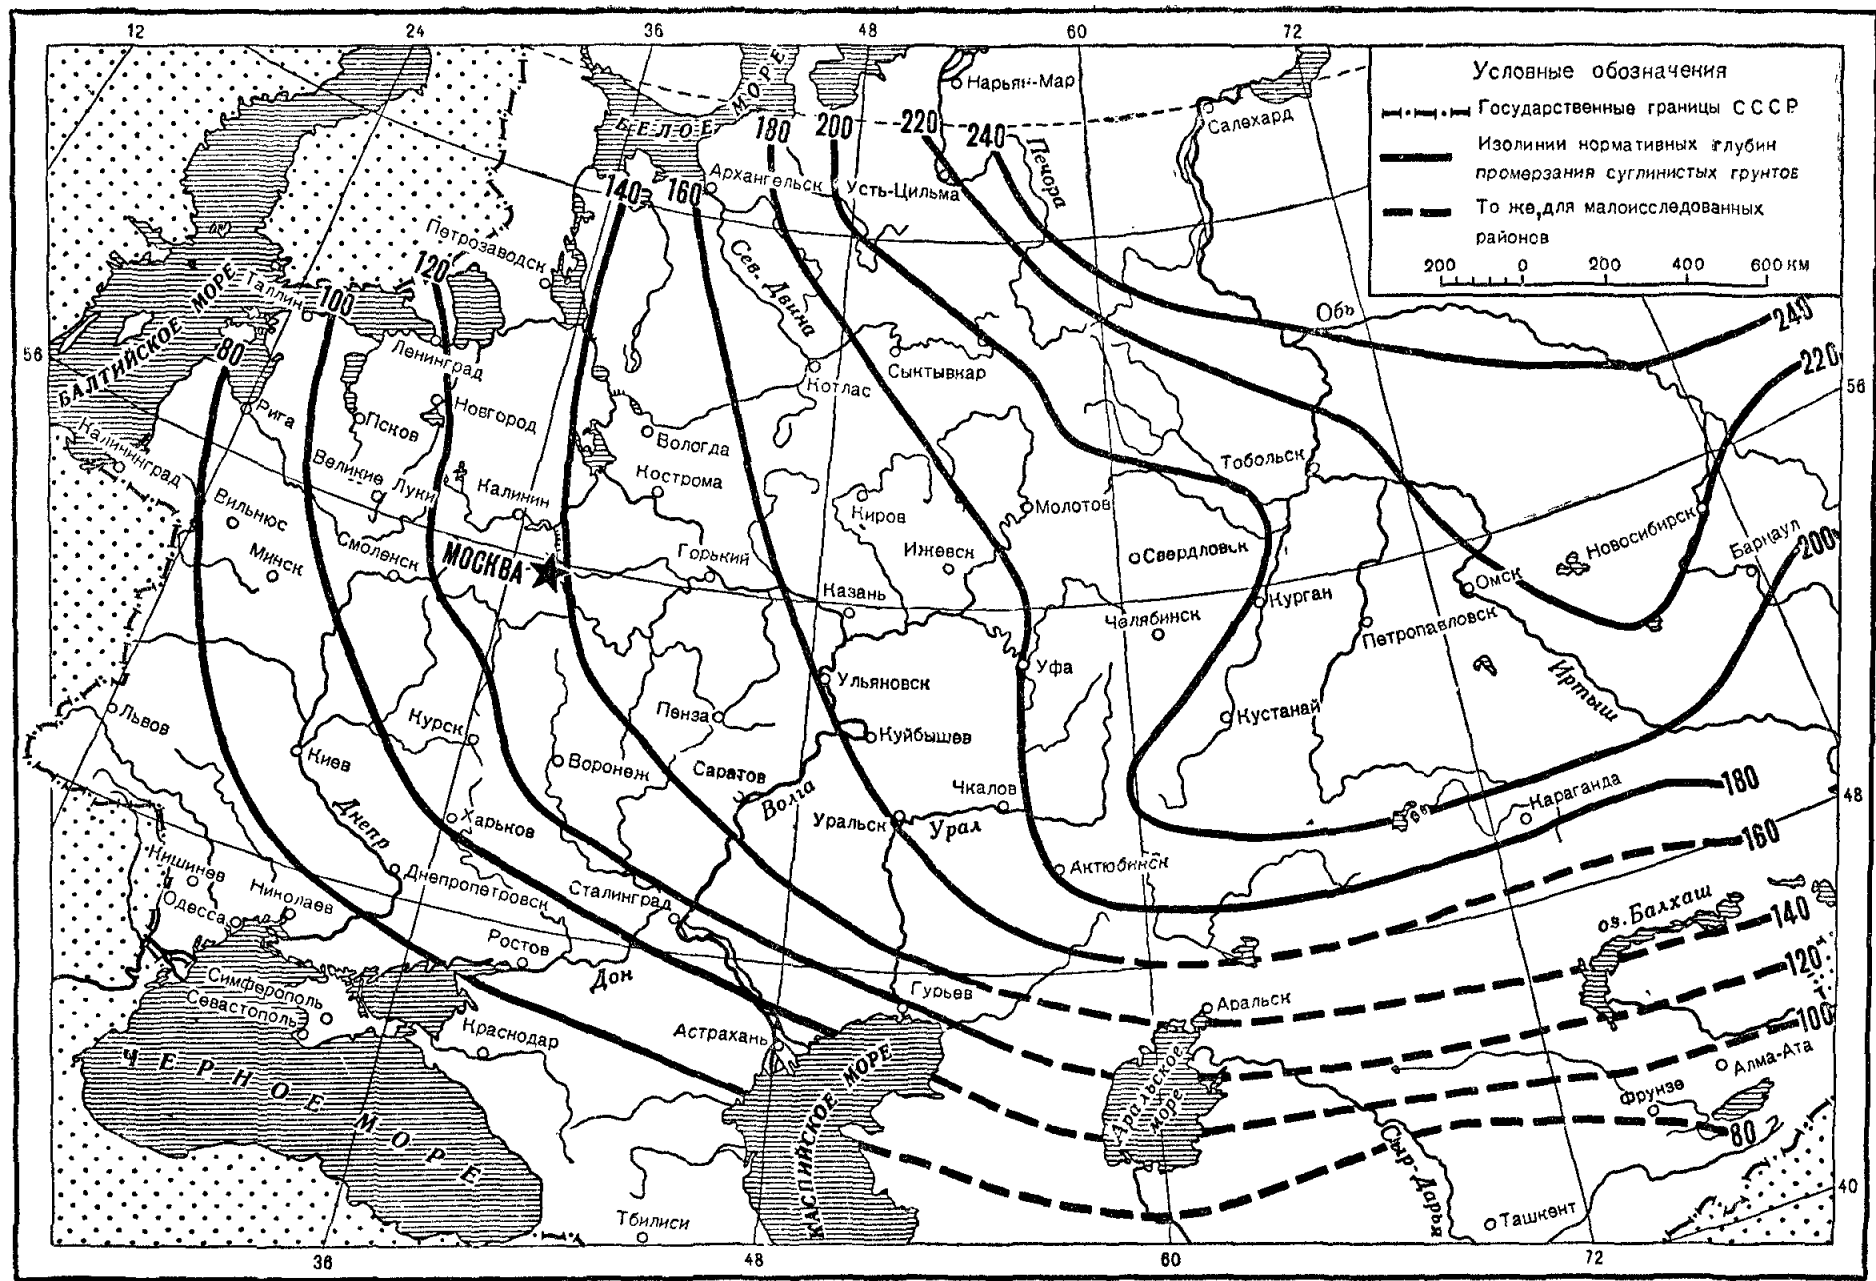 12 24 36 48 60 72
Условные обозначения
Государственные границы СССР
Изолинии нормативных глубин
промерзания суглинистых грунтов
То же, для малоисследованных
районов
200 0 200 400 600 км
Нарьян-Мар
Салехард
БЕЛОЕ МОРЕ
180 200 220 240
Печора
Архангельск
Усть-Цильма
140 160
Петрозаводск
120
Сев. Двина
БАЛТИЙСКОЕ МОРЕ
Таллин
100
Обь
240
56
80
Ленинград
Котлас
Сыктывкар
220
56
Рига
Псков
Новгород
Вологда
Калининград
Великие Луки
Калинин
Кострома
Киров
Молотов
Тобольск
Вильнюс
Минск
Смоленск
МОСКВА
Горький
Ижевск
Свердловск
Новосибирск
Барнаул
200
Казань
Челябинск
Курган
Омск
Петропавловск
Уфа
Иртыш
Львов
Киев
Курск
Пенза
Ульяновск
Кустанай
Куйбышев
Воронеж
Саратов
Волга
Чкалов
Караганда
180
48
Днепр
Харьков
Уральск
Урал
160
Кишинев
Николаев
Одесса
Днепропетровск
Сталинград
Актюбинск
оз. Балхаш
140
Ростов
Дон
120
Симферополь
Севастополь
Гурьев
Аральск
100
Краснодар
Астрахань
Алма-Ата
ЧЕРНОЕ МОРЕ
КАСПИЙСКОЕ МОРЕ
Аральское
море
Фрунзе
80
Сыр-Дарья
Тбилиси
Ташкент
40
36 48 60 72